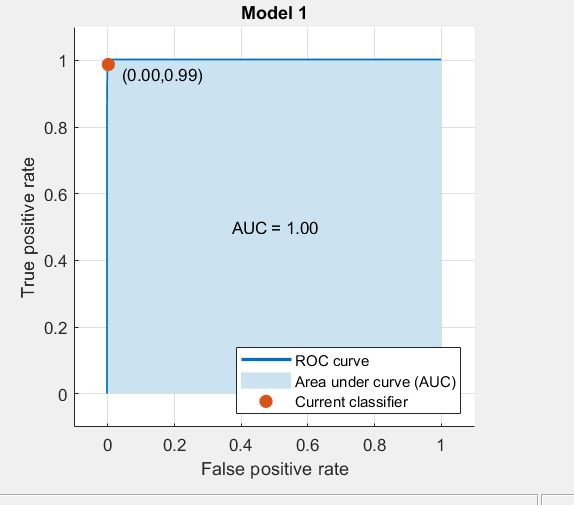 Model 1
1
(0.00,0.99)
0.8
0.6
AUC = 1.00
0.4
0.2
0
True positive rate
ROC curve
Area under curve (AUC)
Current classifier
0 0.2 0.4 0.6 0.8 1
False positive rate